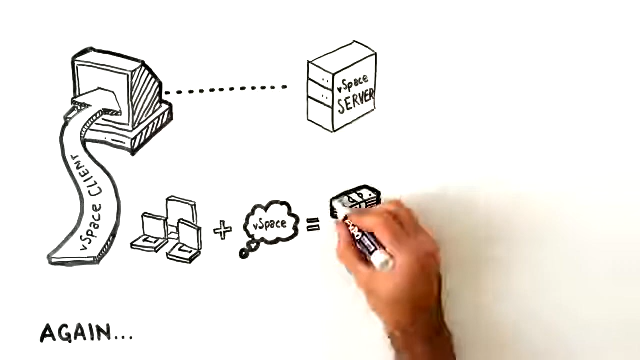 vSpace
SERVER
vSpace CLIENT
+
vSpace
=
AGAIN...